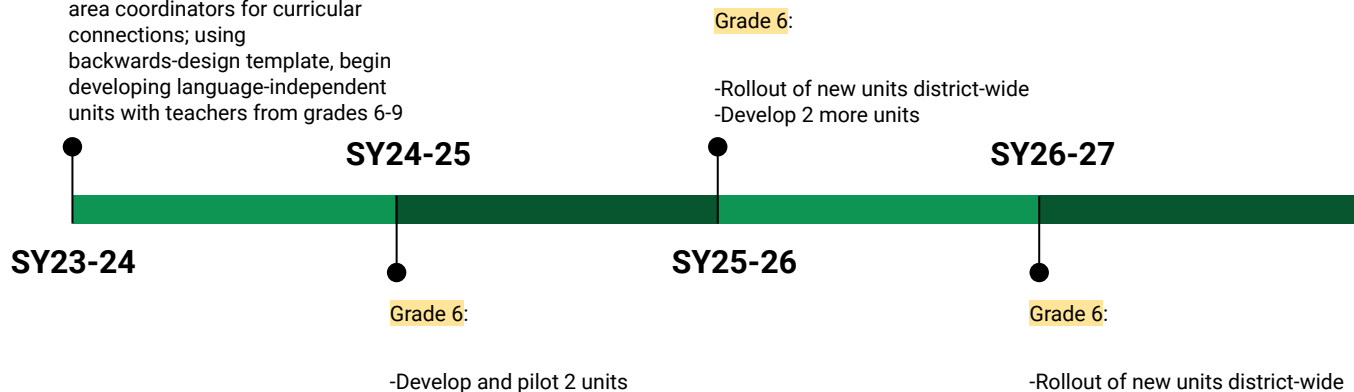 area coordinators for curricular
connections; using
backwards-design template, begin
developing language-independent
units with teachers from grades 6-9
Grade 6:
-Rollout of new units district-wide
-Develop 2 more units
SY24-25
SY26-27
SY23-24
SY25-26
Grade 6:
-Develop and pilot 2 units
Grade 6:
-Rollout of new units district-wide